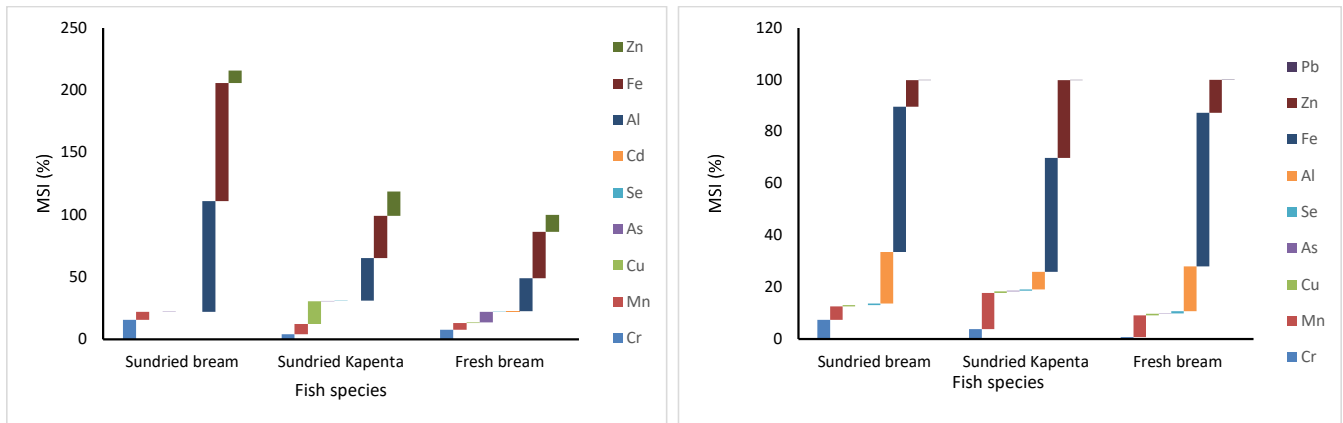 250
200
150
100
50
0
MSI (%)
Sundried bream
Sundried Kapenta
Fresh bream
Fish species
Zn
Fe
Al
Cd
Se
As
Cu
Mn
Cr
120
100
80
60
40
20
0
MSI (%)
Sundried bream
Sundried Kapenta
Fresh bream
Fish species
Pb
Zn
Fe
Al
Se
As
Cu
Mn
Cr